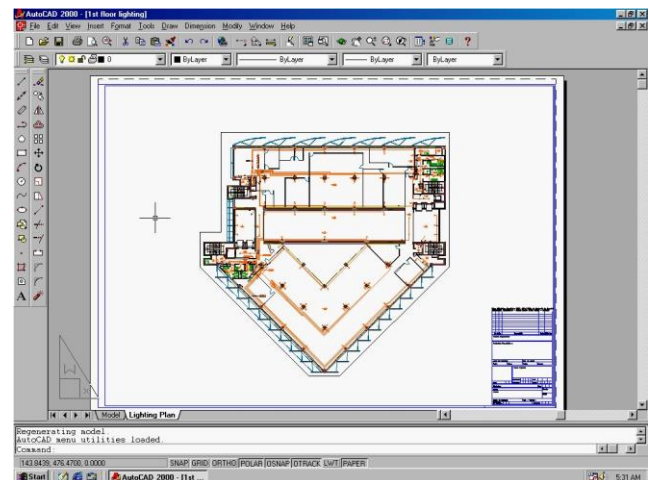 AutoCAD 2000 - [1st floor lighting]
File Edit View Insert Format Tools Draw Dimension Modify Window Help
0 ByLayer ByLayer ByLayer ByLayer
Model Lighting Plan
Regenerating model.
AutoCAD menu utilities loaded.
Command:
143.8439, 476.4700, 0.0000 SNAP GRID ORTHO POLAR OSNAP OTRACK LWT PAPER
Start AutoCAD 2000 - [1st ... 5:31 AM